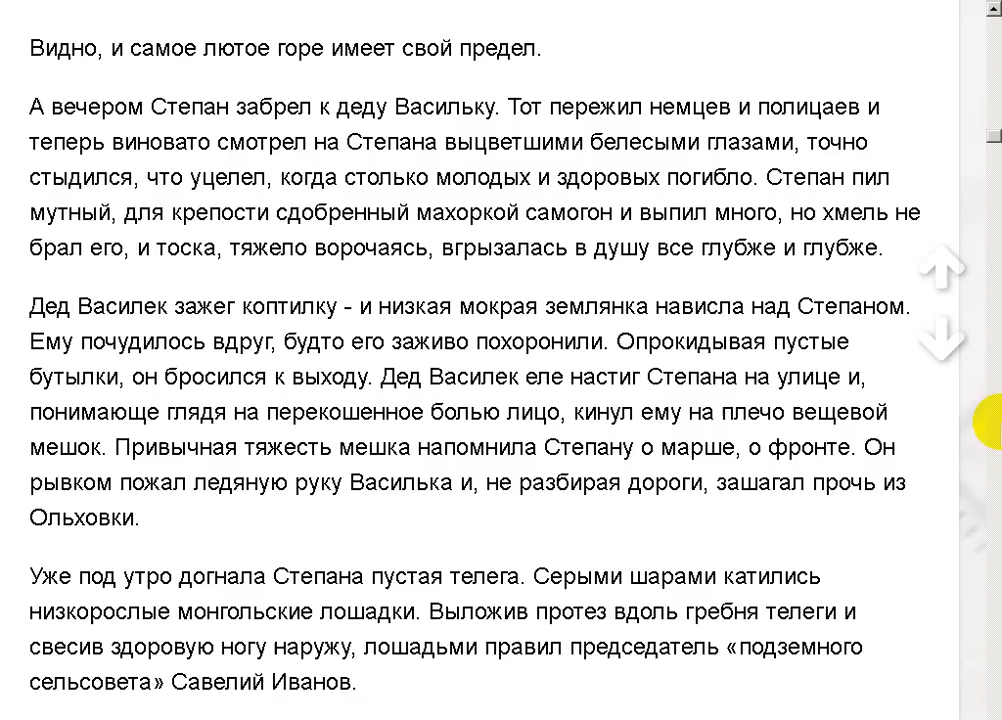 Видно, и самое лютое горе имеет свой предел.
А вечером Степан забрел к деду Васильку. Тот пережил немцев и полицаев и
теперь виновато смотрел на Степана выцветшими белесыми глазами, точно
стыдился, что уцелел, когда столько молодых и здоровых погибло. Степан пил
мутный, для крепости сдобренный махоркой самогон и выпил много, но хмель не
брал его, и тоска, тяжело ворочаясь, вгрызалась в душу все глубже и глубже.
Дед Василек зажег коптилку - и низкая мокрая землянка нависла над Степаном.
Ему почудилось вдруг, будто его заживо похоронили. Опрокидывая пустые
бутылки, он бросился к выходу. Дед Василек еле настиг Степана на улице и,
понимающе глядя на перекошенное болью лицо, кинул ему на плечо вещевой
мешок. Привычная тяжесть мешка напомнила Степану о марше, о фронте. Он
рывком пожал ледяную руку Василька и, не разбирая дороги, зашагал прочь из
Ольховки.
Уже под утро догнала Степана пустая телега. Серыми шарами катились
низкорослые монгольские лошадки. Выложив протез вдоль гребня телеги и
свесив здоровую ногу наружу, лошадьми правил председатель «подземного
сельсовета» Савелий Иванов.